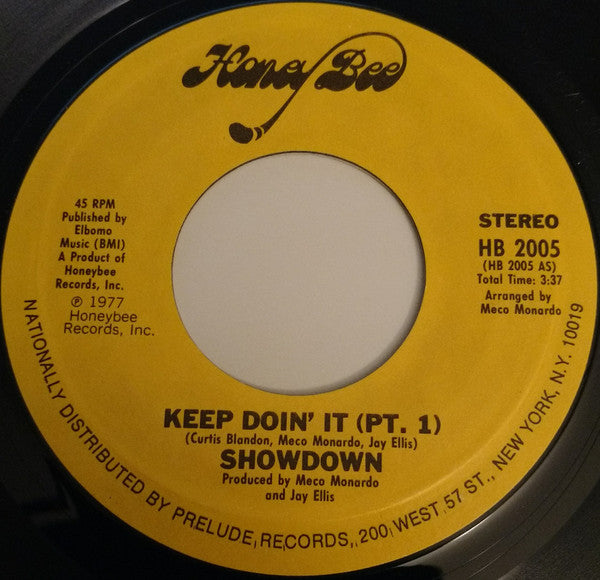 Honey Bee
45 RPM
Published by
Elbomo
Music (BMI)
A Product of
Honeybee
Records, Inc.
℗ 1977
Honeybee
Records, Inc.
STEREO
HB 2005
(HB 2005 AS)
Total Time: 3:37
Arranged by
Meco Monardo
KEEP DOIN' IT (PT. 1)
(Curtis Blandon, Meco Monardo, Jay Ellis)
SHOWDOWN
Produced by Meco Monardo
and Jay Ellis
NATIONALLY DISTRIBUTED BY PRELUDE RECORDS, 200 WEST 57 ST., NEW YORK, N.Y. 10019